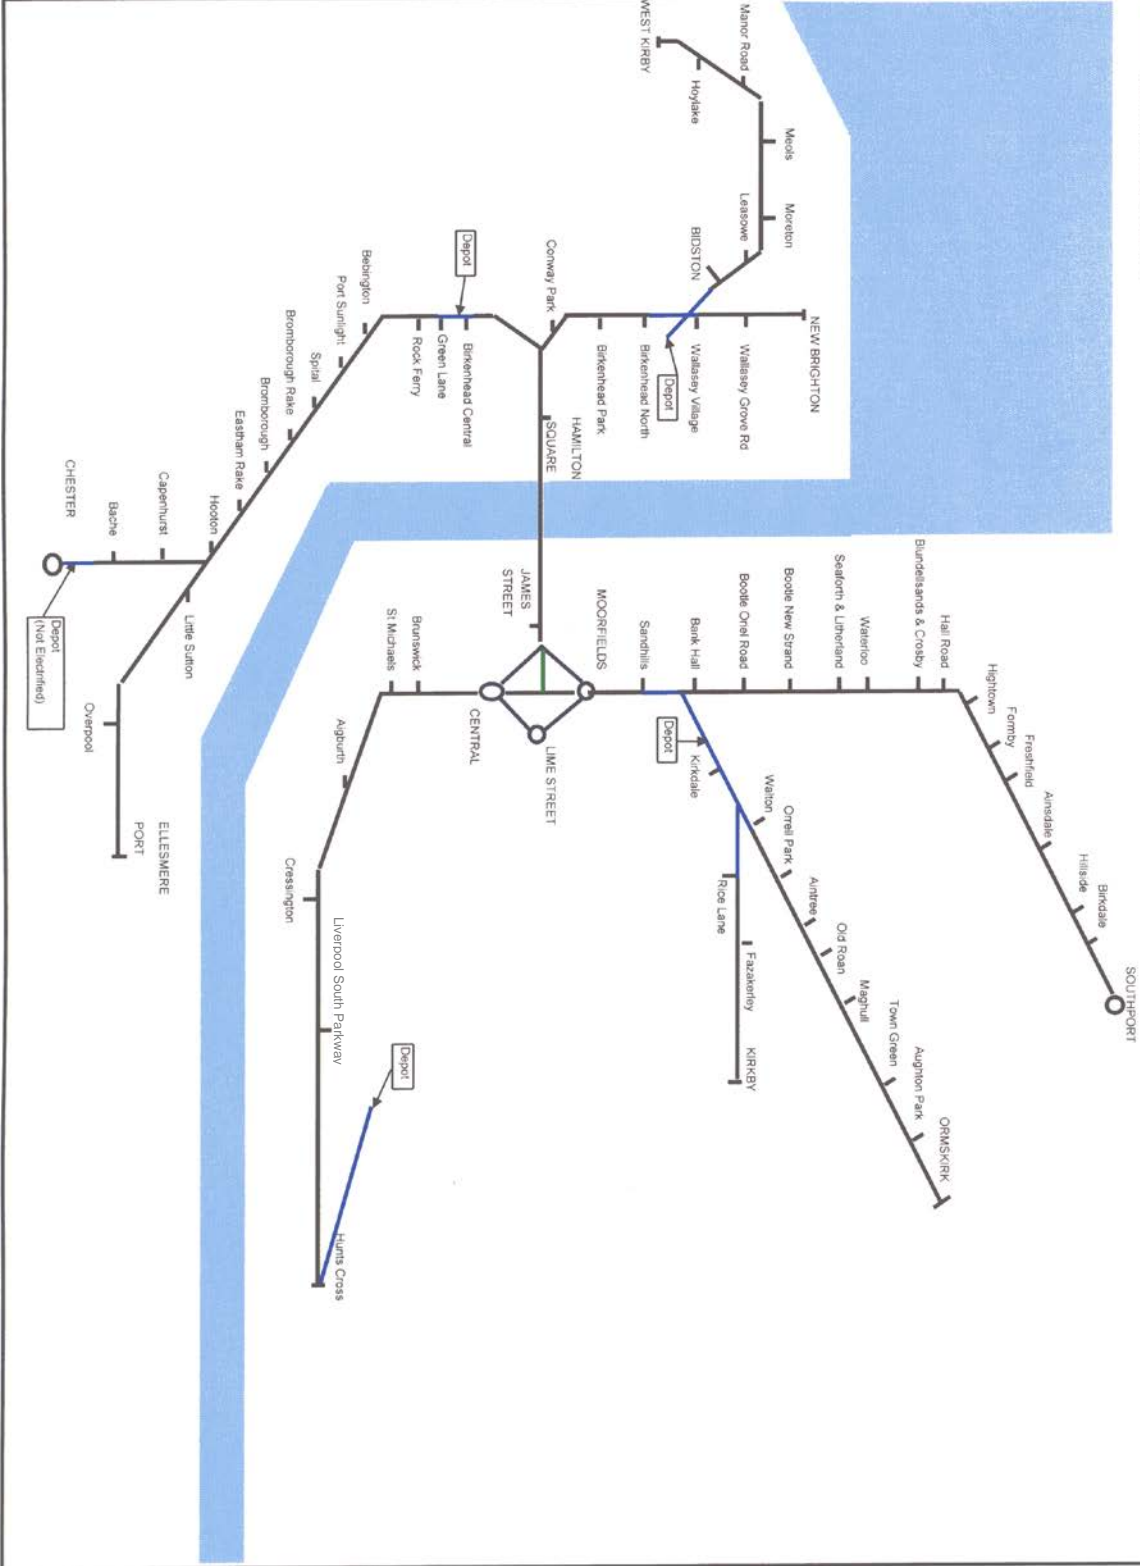 WEST KIRBY
Hoylake
Manor Road
Meols
Moreton
Leasowe
BIDSTON
NEW BRIGHTON
Wallasey Grove Rd
Wallasey Village
Depot
Birkenhead North
Birkenhead Park
Conway Park
HAMILTON
SQUARE
Depot
Birkenhead Central
Green Lane
Rock Ferry
Bebington
Port Sunlight
Spital
Bromborough Rake
Bromborough
Eastham Rake
Hooton
Capenhurst
Bache
CHESTER
Depot
(Not Electrified)
Little Sutton
Overpool
ELLESMERE
PORT
JAMES
STREET
MOORFIELDS
LIME STREET
CENTRAL
Brunswick
St Michaels
Aigburth
Cressington
Liverpool South Parkway
Hunts Cross
Depot
Sandhills
Bank Hall
Bootle Oriel Road
Bootle New Strand
Seaforth & Litherland
Waterloo
Blundellsands & Crosby
Hall Road
Hightown
Formby
Freshfield
Ainsdale
Hillside
Birkdale
SOUTHPORT
Depot
Kirkdale
Walton
Orrell Park
Aintree
Old Roan
Maghull
Town Green
Aughton Park
ORMSKIRK
Rice Lane
Fazakerley
KIRKBY